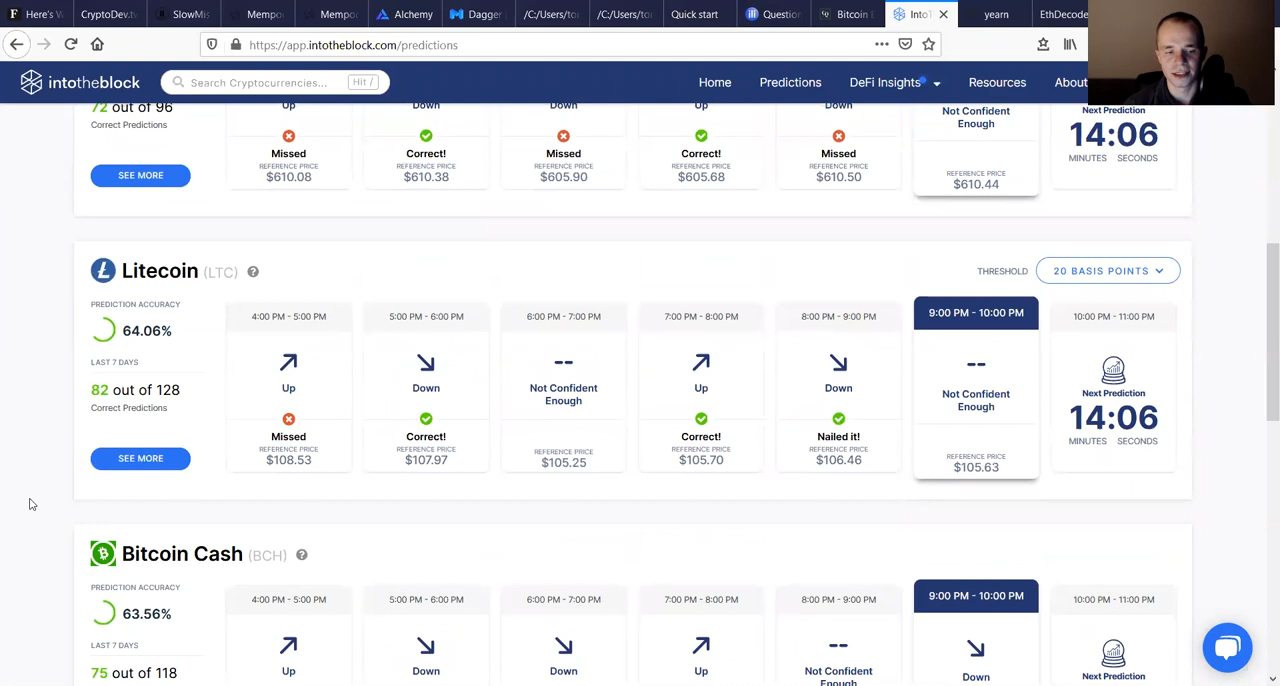 Here's W
CryptoDev.tv
SlowMis
Mempo
Mempoo
Alchemy
Dagger
/C:/Users/tor
/C:/Users/tom
Quick start
Question
Bitcoin E
IntoT
yearn
EthDecode
https://app.intotheblock.com/predictions
intotheblock
Search Cryptocurrencies...
Hit /
Home
Predictions
DeFi Insights
Resources
About
72 out of 96
Correct Predictions
SEE MORE
Up
Missed
REFERENCE PRICE
$610.08
Down
Correct!
REFERENCE PRICE
$610.38
Down
Missed
REFERENCE PRICE
$605.90
Up
Correct!
REFERENCE PRICE
$605.68
Down
Missed
REFERENCE PRICE
$610.50
Not Confident
Enough
REFERENCE PRICE
$610.44
Next Prediction
14:06
MINUTES SECONDS
Litecoin (LTC) ?
THRESHOLD
20 BASIS POINTS
PREDICTION ACCURACY
64.06%
LAST 7 DAYS
82 out of 128
Correct Predictions
SEE MORE
4:00 PM - 5:00 PM
Up
Missed
REFERENCE PRICE
$108.53
5:00 PM - 6:00 PM
Down
Correct!
REFERENCE PRICE
$107.97
6:00 PM - 7:00 PM
--
Not Confident
Enough
REFERENCE PRICE
$105.25
7:00 PM - 8:00 PM
Up
Correct!
REFERENCE PRICE
$105.70
8:00 PM - 9:00 PM
Down
Nailed it!
REFERENCE PRICE
$106.46
9:00 PM - 10:00 PM
--
Not Confident
Enough
REFERENCE PRICE
$105.63
10:00 PM - 11:00 PM
Next Prediction
14:06
MINUTES SECONDS
Bitcoin Cash (BCH) ?
PREDICTION ACCURACY
63.56%
LAST 7 DAYS
75 out of 118
4:00 PM - 5:00 PM
Up
5:00 PM - 6:00 PM
Down
6:00 PM - 7:00 PM
Down
7:00 PM - 8:00 PM
Up
8:00 PM - 9:00 PM
--
Not Confident
Enough
9:00 PM - 10:00 PM
Down
10:00 PM - 11:00 PM
Next Prediction